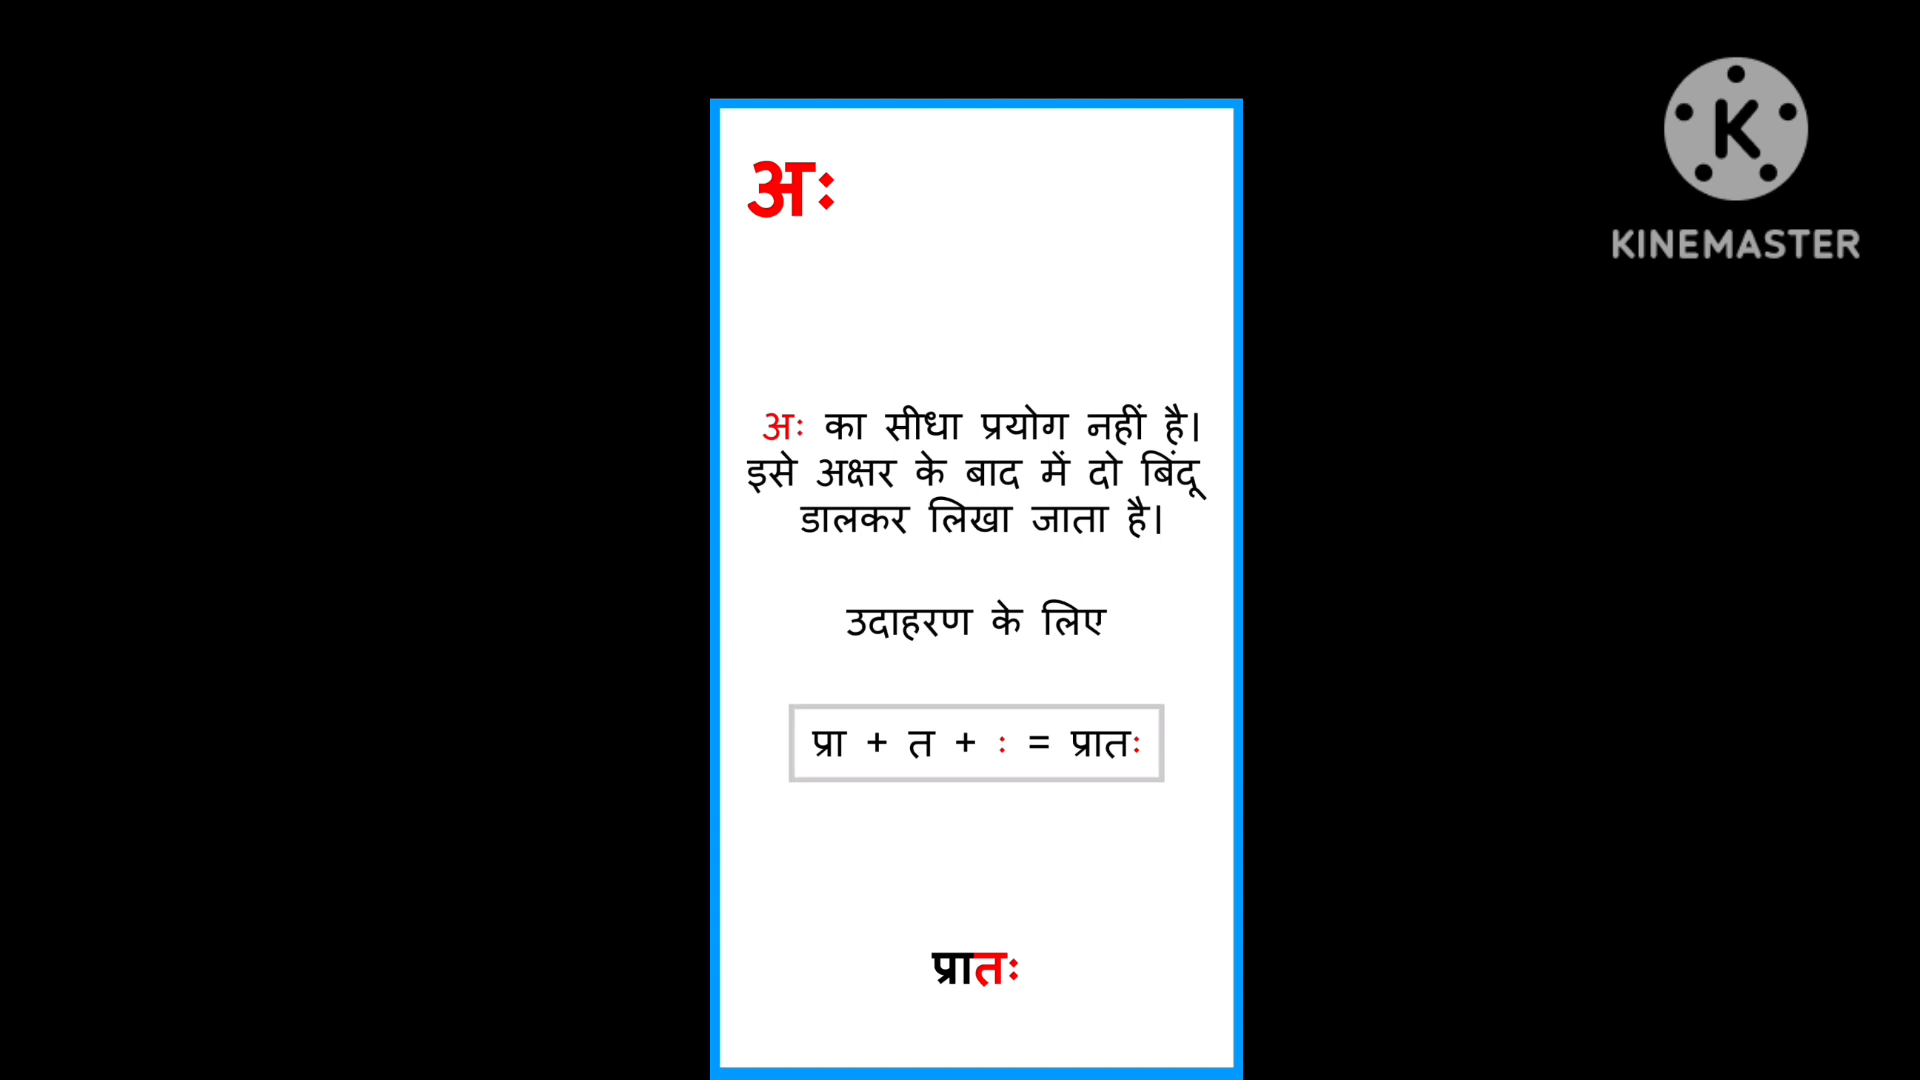 अः
KINEMASTER
अः का सीधा प्रयोग नहीं है।
इसे अक्षर के बाद में दो बिंदू
डालकर लिखा जाता है।
उदाहरण के लिए
प्रा + त + : = प्रातः
प्रातः